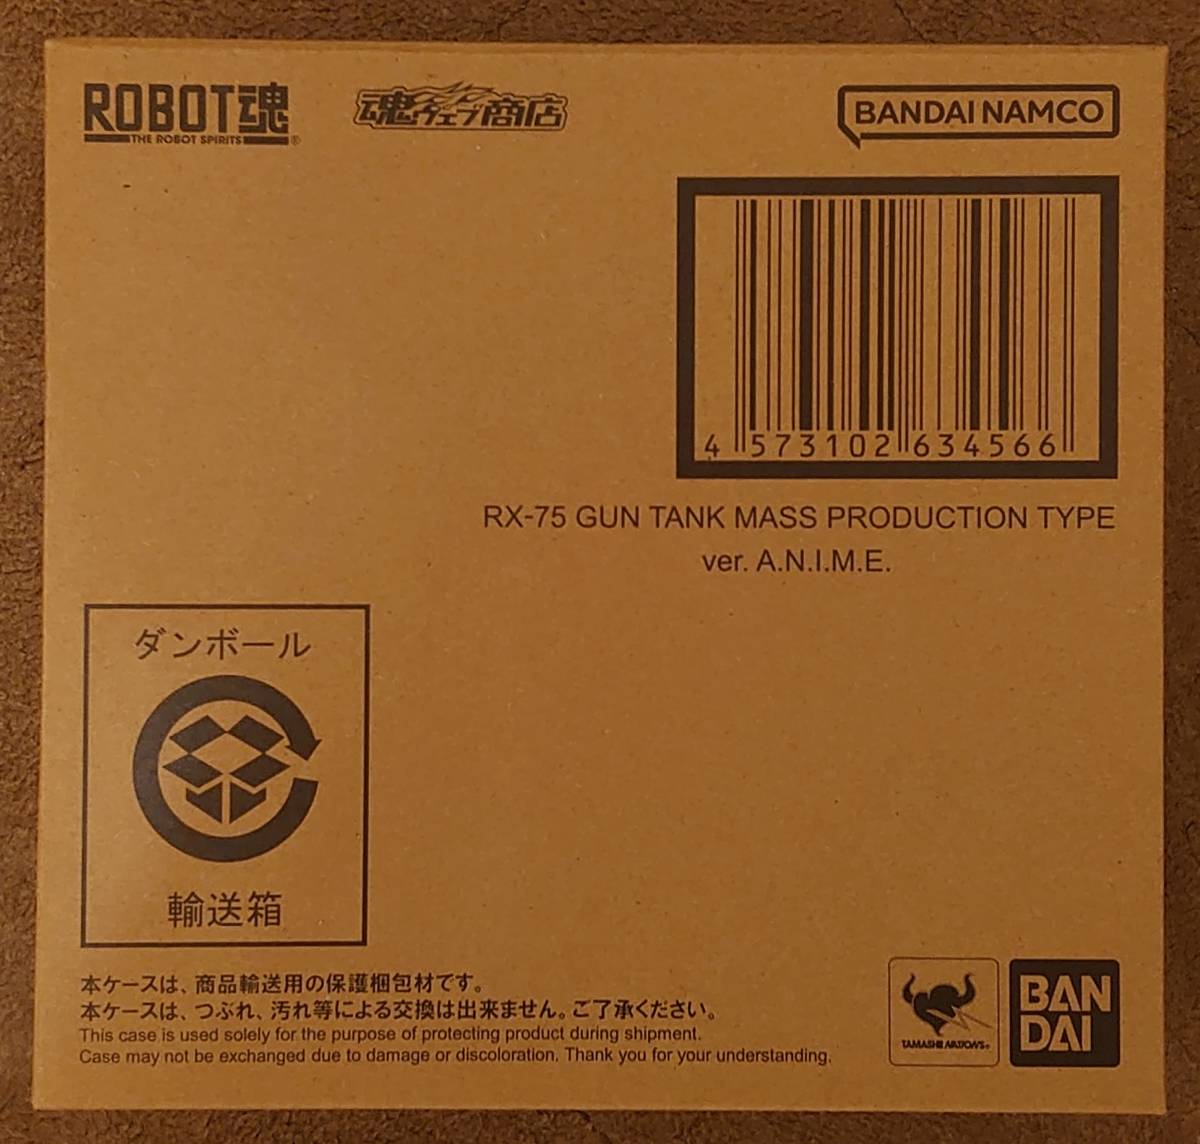 ROBOT魂
THE ROBOT SPIRITS®
魂ウェブ商店
BANDAI NAMCO
4 573102 634566
RX-75 GUN TANK MASS PRODUCTION TYPE
ver. A.N.I.M.E.
ダンボール
輸送箱
本ケースは、商品輸送用の保護梱包材です。
本ケースは、つぶれ、汚れ等による交換は出来ません。ご了承ください。
This case is used solely for the purpose of protecting product during shipment.
Case may not be exchanged due to damage or discoloration. Thank you for your understanding.
TAMASHII NATIONS®
BAN
DAI